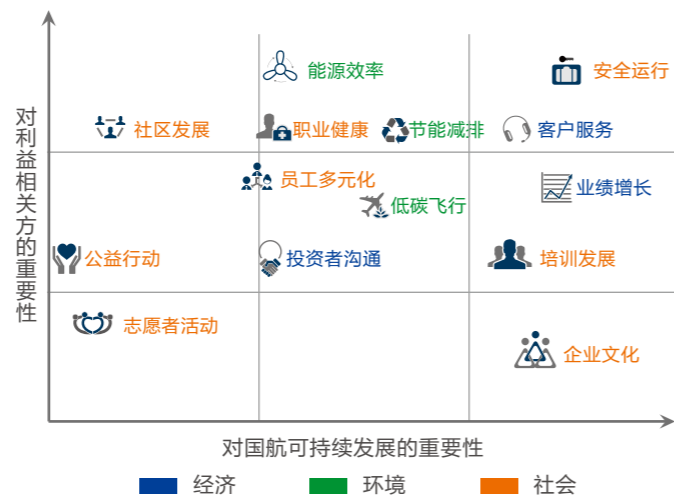 能源效率
安全运行
社区发展
职业健康
节能减排
客户服务
员工多元化
业绩增长
低碳飞行
公益行动
投资者沟通
培训发展
志愿者活动
企业文化
对利益相关方的重要性
对国航可持续发展的重要性
经济
环境
社会